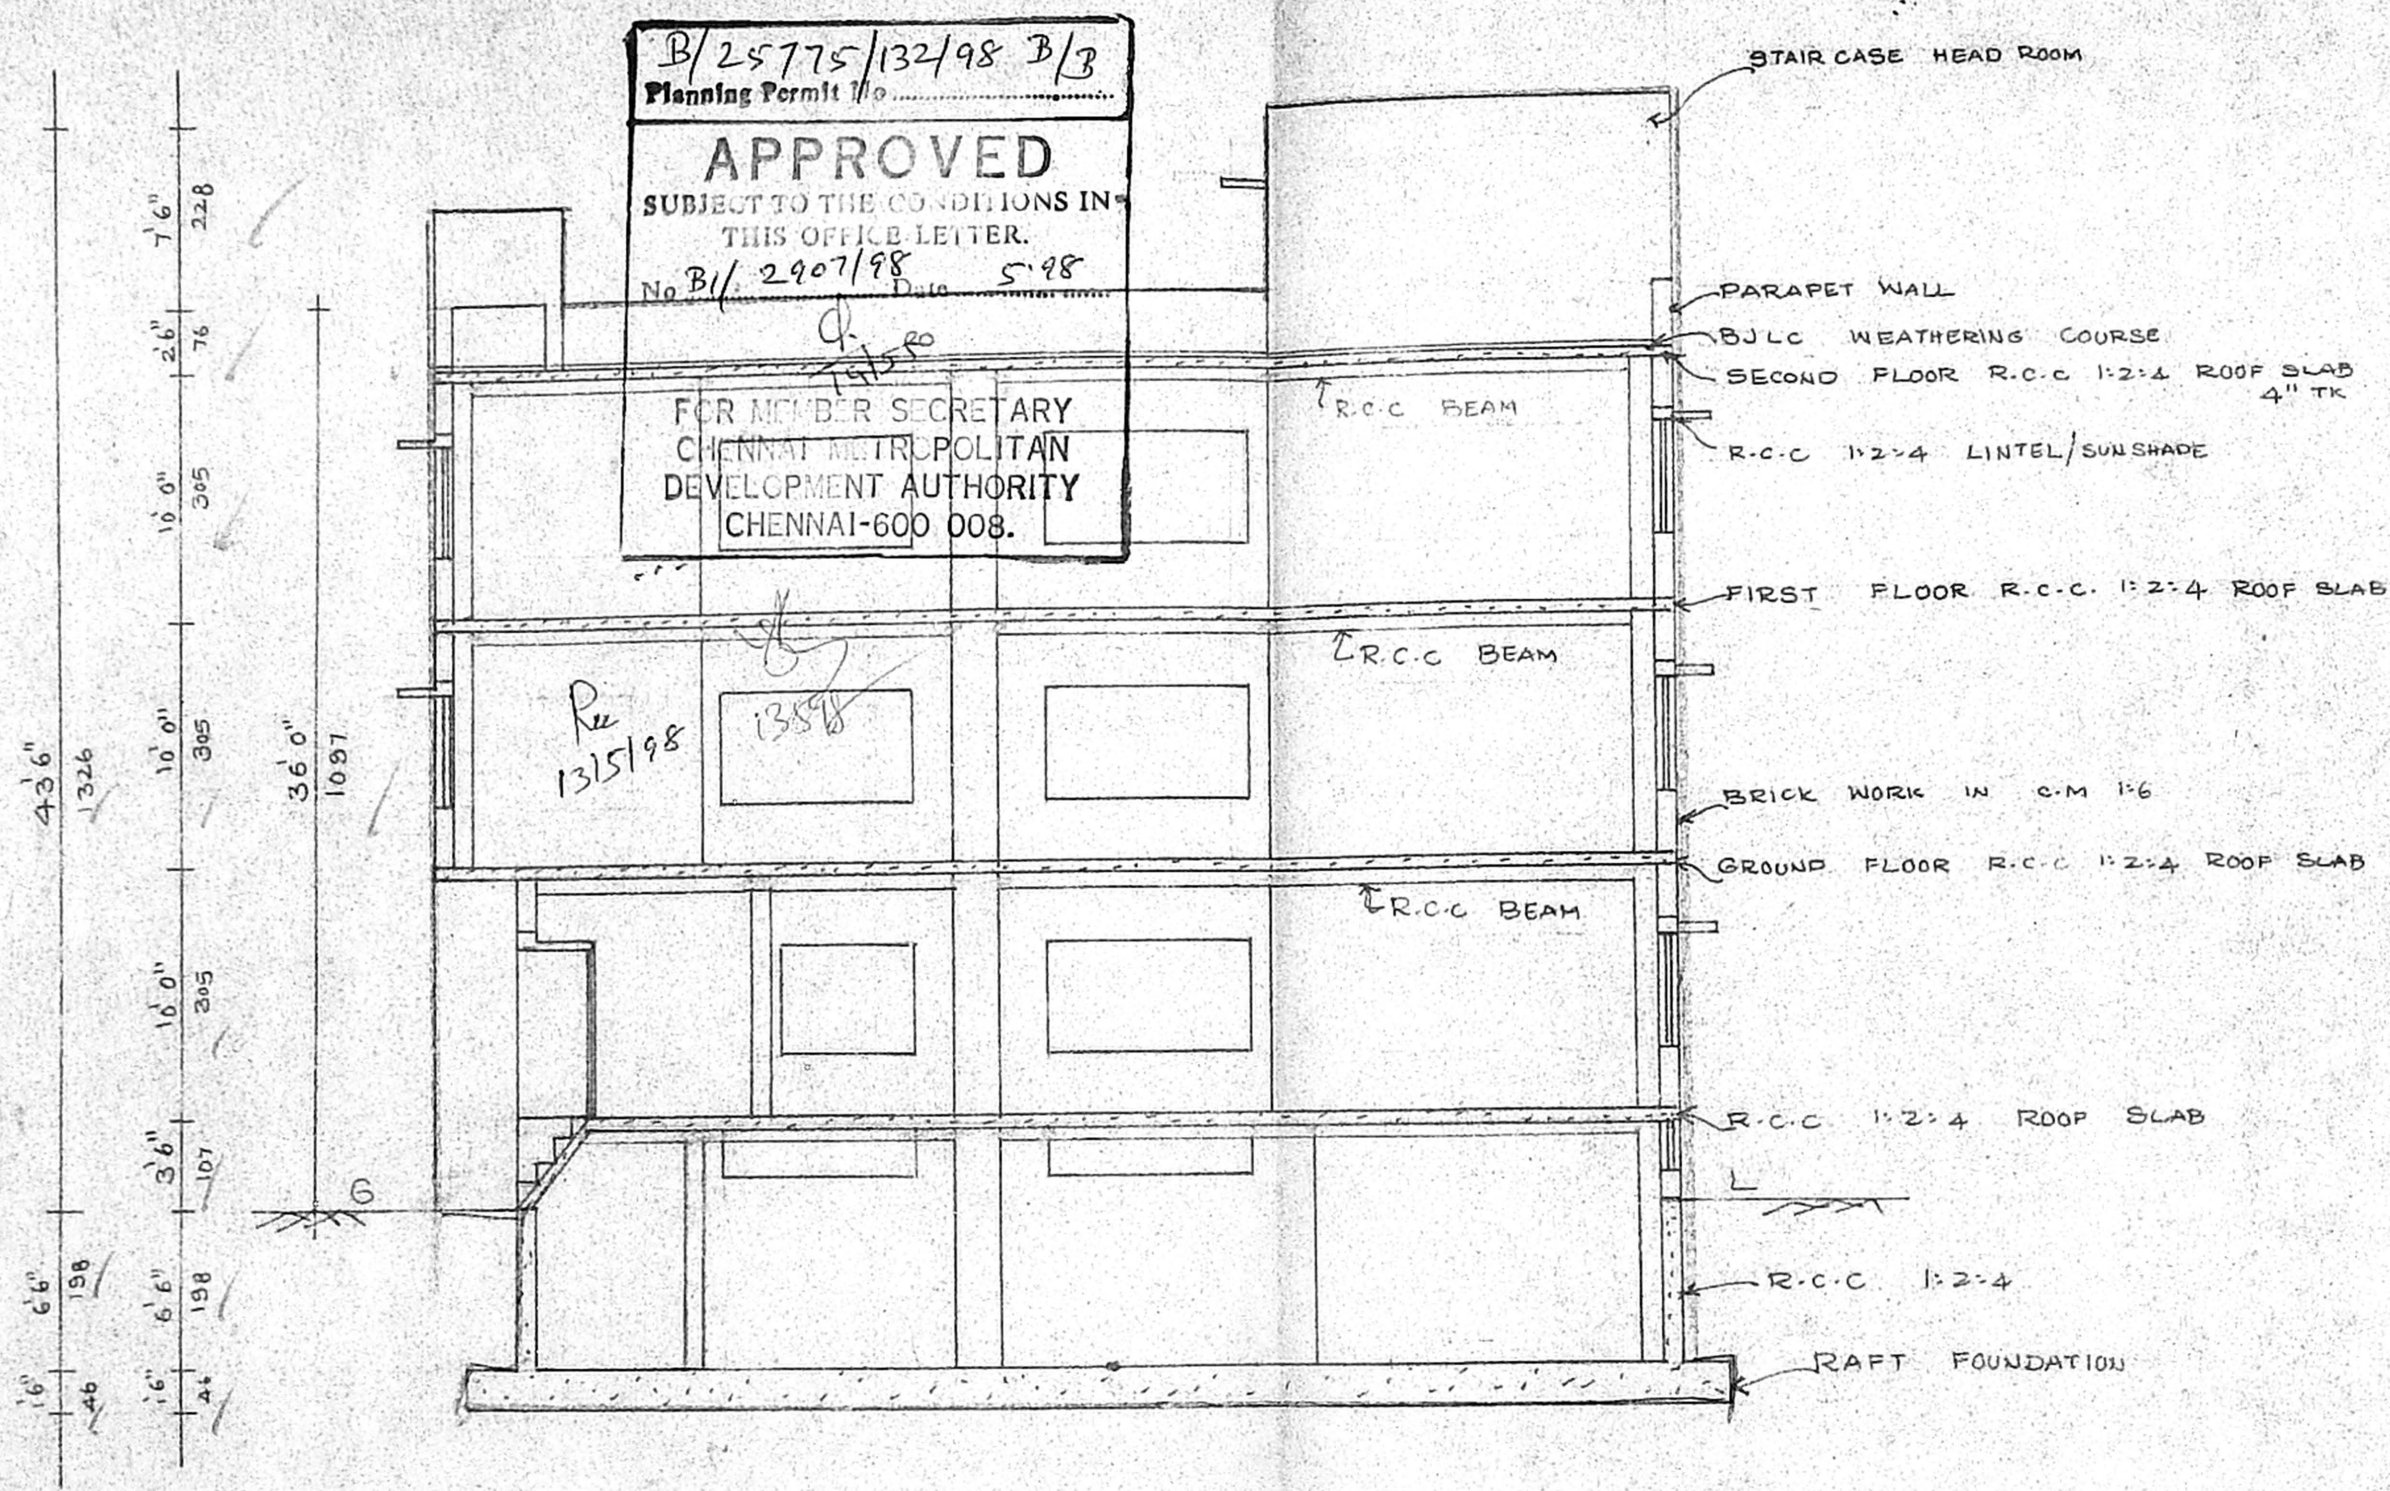 B/25775/132/98 B/B
Planning Permit No
APPROVED
SUBJECT TO THE CONDITIONS IN
THIS OFFICE LETTER.
No B1/ 2907/98 Date 5'98
FOR MEMBER SECRETARY
CHENNAI METROPOLITAN
DEVELOPMENT AUTHORITY
CHENNAI-600 008.
13/5/98
13598
STAIR CASE HEAD ROOM
PARAPET WALL
BJLC WEATHERING COURSE
SECOND FLOOR R.C.C 1:2:4 ROOF SLAB
4" TK
R.C.C BEAM
R.C.C 1:2:4 LINTEL/SUNSHADE
FIRST FLOOR R.C.C. 1:2:4 ROOF SLAB
R.C.C BEAM
BRICK WORK IN C.M 1:6
GROUND FLOOR R.C.C 1:2:4 ROOF SLAB
R.C.C BEAM
R.C.C 1:2:4 ROOF SLAB
G
L
R.C.C 1:2:4
RAFT FOUNDATION
43'6"
1326
6'6"
198
1'6"
46
7'6"
228
2'6"
76
10'0"
305
10'0"
305
10'0"
305
3'6"
107
6'6"
198
1'6"
46
36'0"
1097